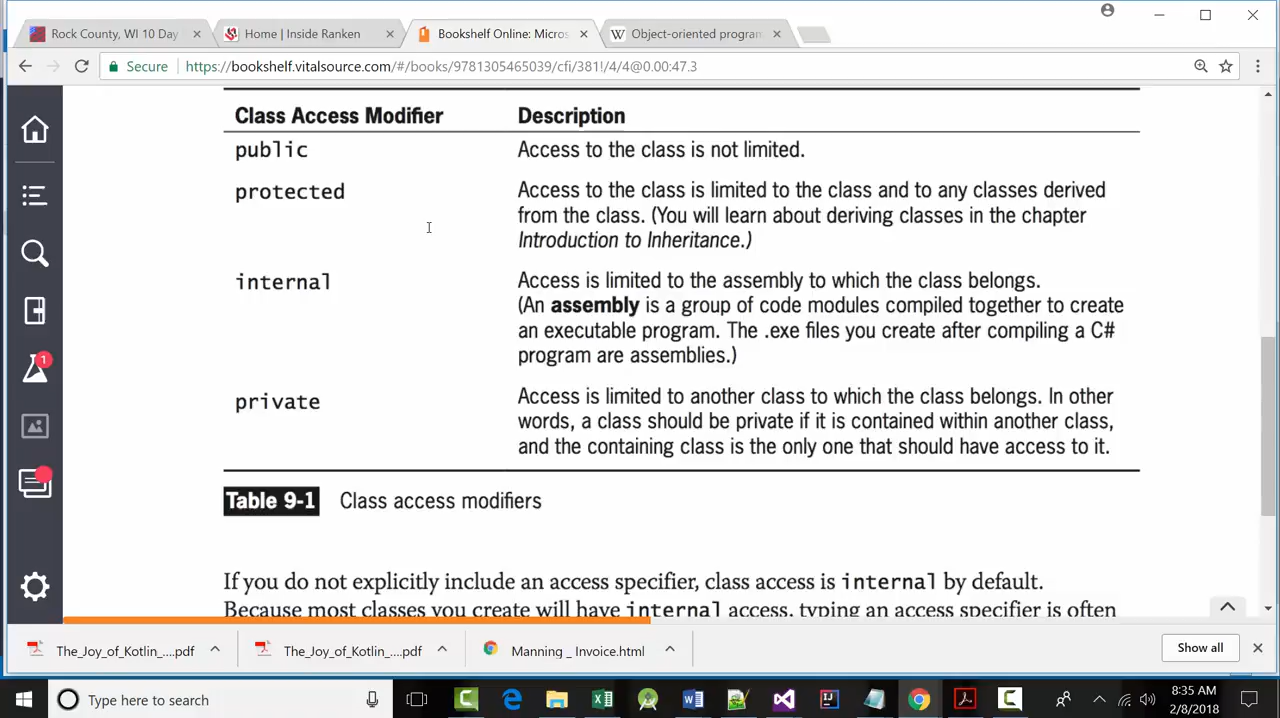 Rock County, WI 10 Day
Home | Inside Ranken
Bookshelf Online: Micros
Object-oriented program
Secure
https://bookshelf.vitalsource.com/#/books/9781305465039/cfi/381!/4/4@0.00:47.3
Class Access Modifier Description
public Access to the class is not limited.
protected Access to the class is limited to the class and to any classes derived
from the class. (You will learn about deriving classes in the chapter
Introduction to Inheritance.)
internal Access is limited to the assembly to which the class belongs.
(An assembly is a group of code modules compiled together to create
an executable program. The .exe files you create after compiling a C#
program are assemblies.)
private Access is limited to another class to which the class belongs. In other
words, a class should be private if it is contained within another class,
and the containing class is the only one that should have access to it.
Table 9-1 Class access modifiers
If you do not explicitly include an access specifier, class access is internal by default.
Because most classes you create will have internal access, typing an access specifier is often
1
The_Joy_of_Kotlin_....pdf
The_Joy_of_Kotlin_....pdf
Manning _ Invoice.html
Show all
Type here to search
8:35 AM
2/8/2018